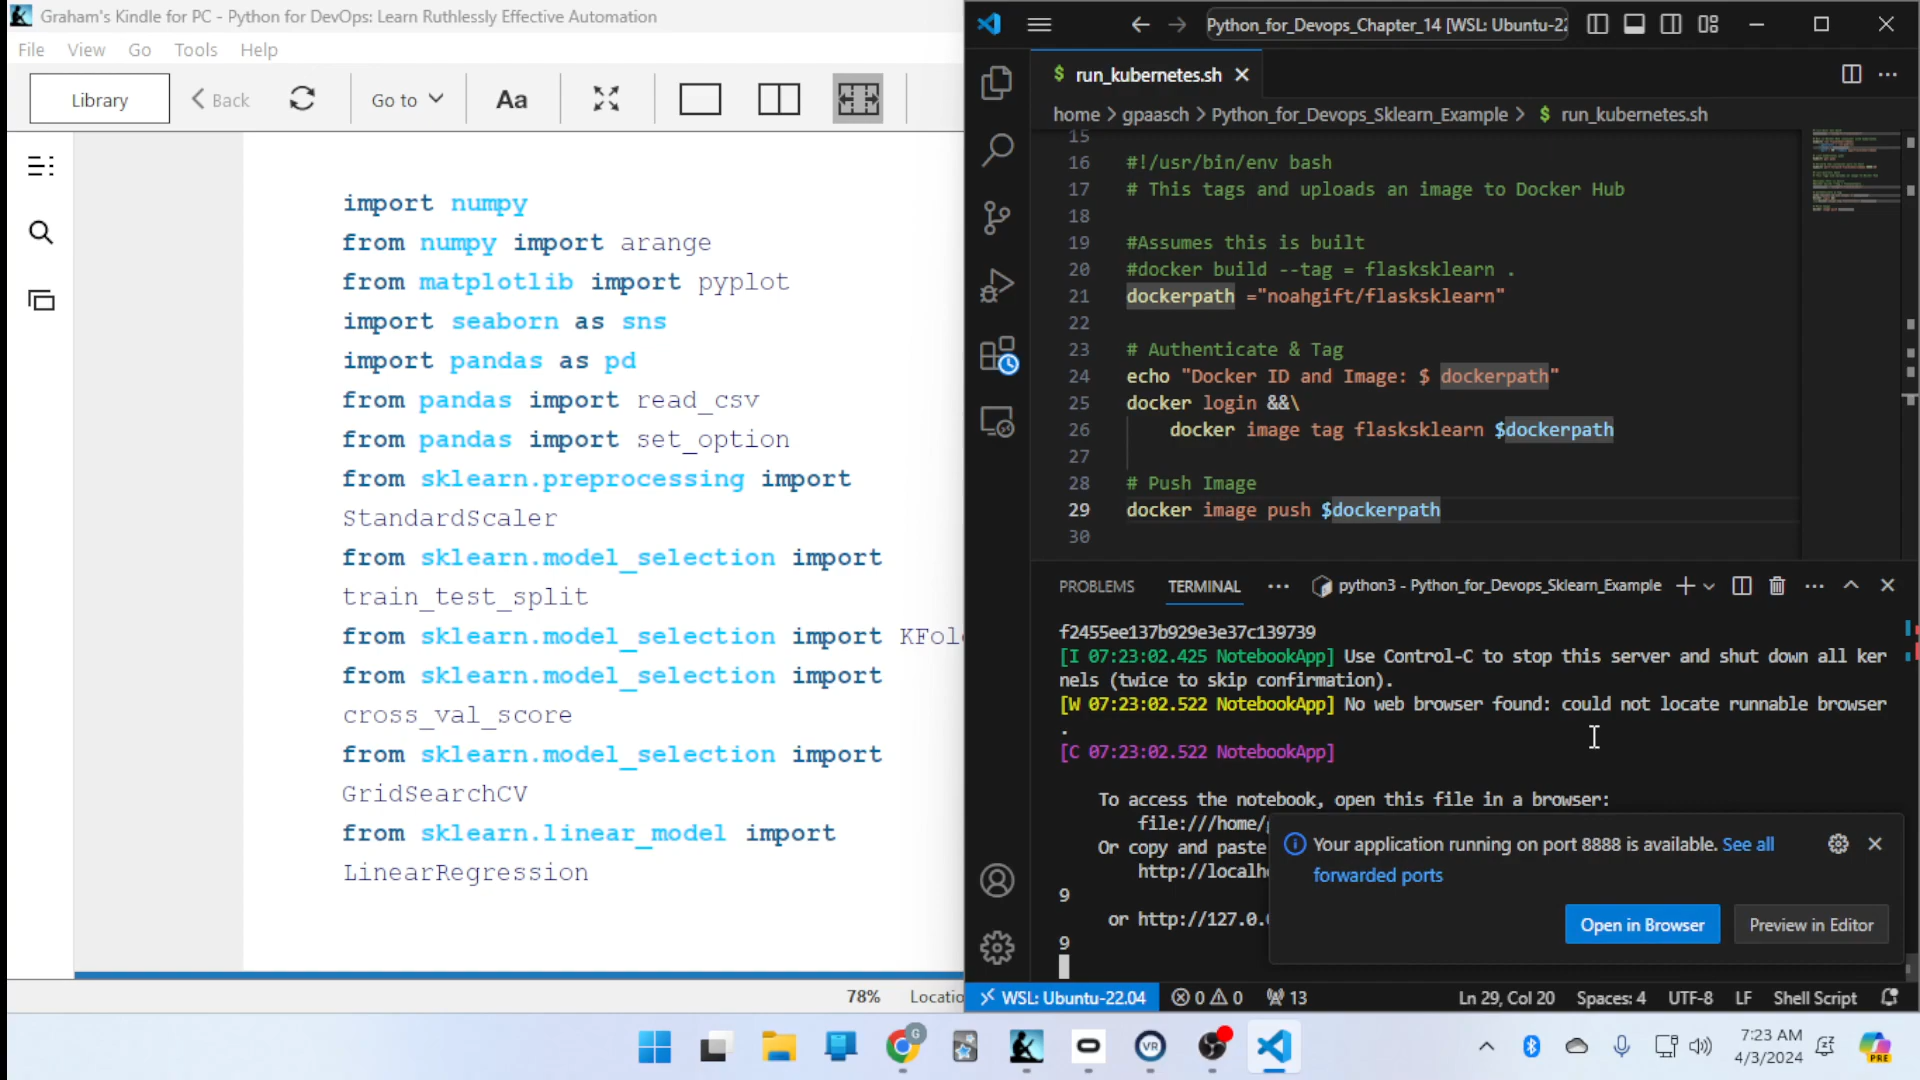 Graham's Kindle for PC - Python for DevOps: Learn Ruthlessly Effective Automation
File View Go Tools Help
Library
Back
Go to
Aa
import numpy
from numpy import arange
from matplotlib import pyplot
import seaborn as sns
import pandas as pd
from pandas import read_csv
from pandas import set_option
from sklearn.preprocessing import
StandardScaler
from sklearn.model_selection import
train_test_split
from sklearn.model_selection import KFol
from sklearn.model_selection import
cross_val_score
from sklearn.model_selection import
GridSearchCV
from sklearn.linear_model import
LinearRegression
78% Locatio
Python_for_Devops_Chapter_14 [WSL: Ubuntu-22
$ run_kubernetes.sh
home > gpaasch > Python_for_Devops_Sklearn_Example > $ run_kubernetes.sh
15
16 #!/usr/bin/env bash
17 # This tags and uploads an image to Docker Hub
18
19 #Assumes this is built
20 #docker build --tag = flasksklearn .
21 dockerpath ="noahgift/flasksklearn"
22
23 # Authenticate & Tag
24 echo "Docker ID and Image: $ dockerpath"
25 docker login &&\
26 docker image tag flasksklearn $dockerpath
27
28 # Push Image
29 docker image push $dockerpath
30
PROBLEMS TERMINAL ··· python3 - Python_for_Devops_Sklearn_Example
f2455ee137b929e3e37c139739
[I 07:23:02.425 NotebookApp] Use Control-C to stop this server and shut down all ker
nels (twice to skip confirmation).
[W 07:23:02.522 NotebookApp] No web browser found: could not locate runnable browser
.
[C 07:23:02.522 NotebookApp]
To access the notebook, open this file in a browser:
file:///home/
Or copy and paste
http://localh
9
or http://127.0.
9
Your application running on port 8888 is available. See all
forwarded ports
Open in Browser
Preview in Editor
WSL: Ubuntu-22.04 0 0 13
Ln 29, Col 20 Spaces: 4 UTF-8 LF Shell Script
G
VR
7:23 AM
4/3/2024
PRE